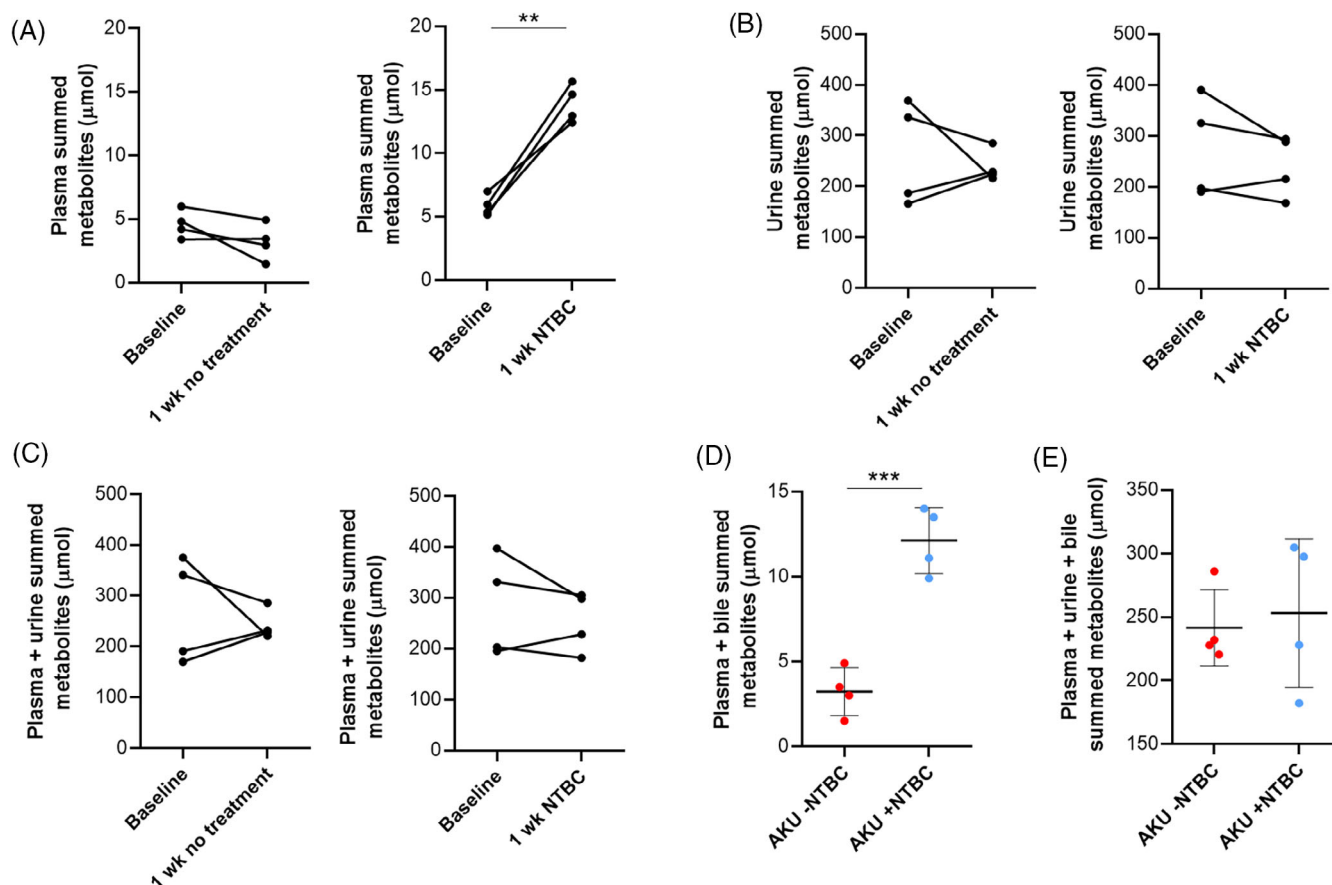 (A)
Plasma summed
metabolites (μmol)
20
15
10
5
0
Baseline
1 wk no treatment
Plasma summed
metabolites (μmol)
**
20
15
10
5
0
Baseline
1 wk NTBC
(B)
Urine summed
metabolites (μmol)
500
400
300
200
100
0
Baseline
1 wk no treatment
Urine summed
metabolites (μmol)
500
400
300
200
100
0
Baseline
1 wk NTBC
(C)
Plasma + urine summed
metabolites (μmol)
500
400
300
200
100
0
Baseline
1 wk no treatment
Plasma + urine summed
metabolites (μmol)
500
400
300
200
100
0
Baseline
1 wk NTBC
(D)
Plasma + bile summed
metabolites (μmol)
***
15
10
5
0
AKU -NTBC
AKU +NTBC
(E)
Plasma + urine + bile
summed metabolites (μmol)
350
300
250
200
150
AKU -NTBC
AKU +NTBC